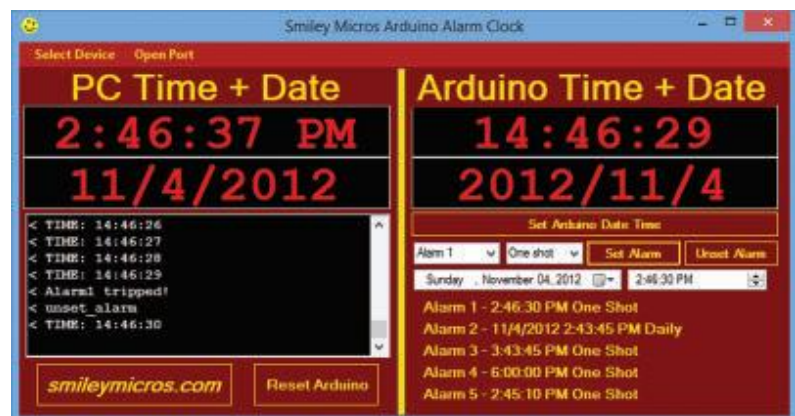 Smiley Micros Arduino Alarm Clock
Select Device Open Port
PC Time + Date
2:46:37 PM
11/4/2012
< TIME: 14:46:26
< TIME: 14:46:27
< TIME: 14:46:28
< TIME: 14:46:29
< Alarm1 tripped!
< unset_alarm
< TIME: 14:46:30
smileymicros.com
Reset Arduino
Arduino Time + Date
14:46:29
2012/11/4
Set Arduino Date Time
Alarm 1 One shot Set Alarm Unset Alarm
Sunday , November 04, 2012 2:46:30 PM
Alarm 1 - 2:46:30 PM One Shot
Alarm 2 - 11/4/2012 2:43:45 PM Daily
Alarm 3 - 3:43:45 PM One Shot
Alarm 4 - 6:00:00 PM One Shot
Alarm 5 - 2:45:10 PM One Shot